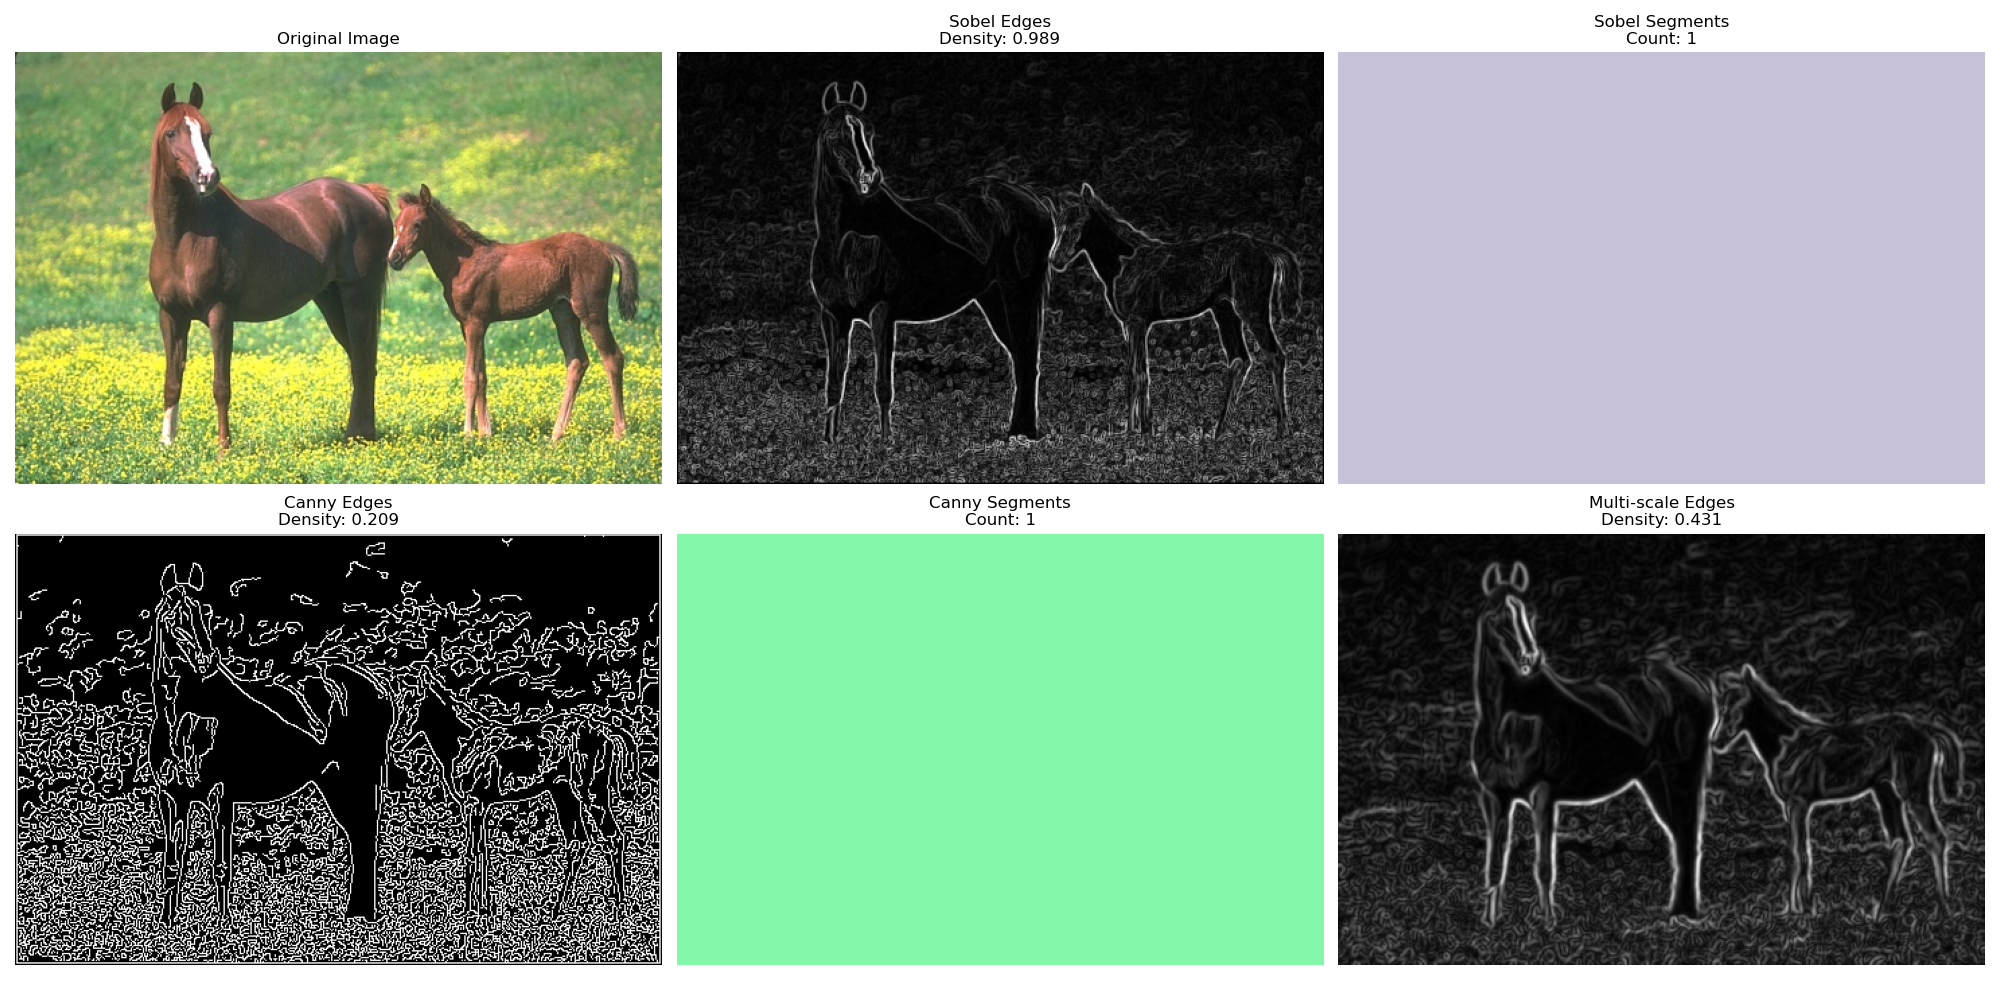 Original Image
Sobel Edges
Density: 0.989
Sobel Segments
Count: 1
Canny Edges
Density: 0.209
Canny Segments
Count: 1
Multi-scale Edges
Density: 0.431